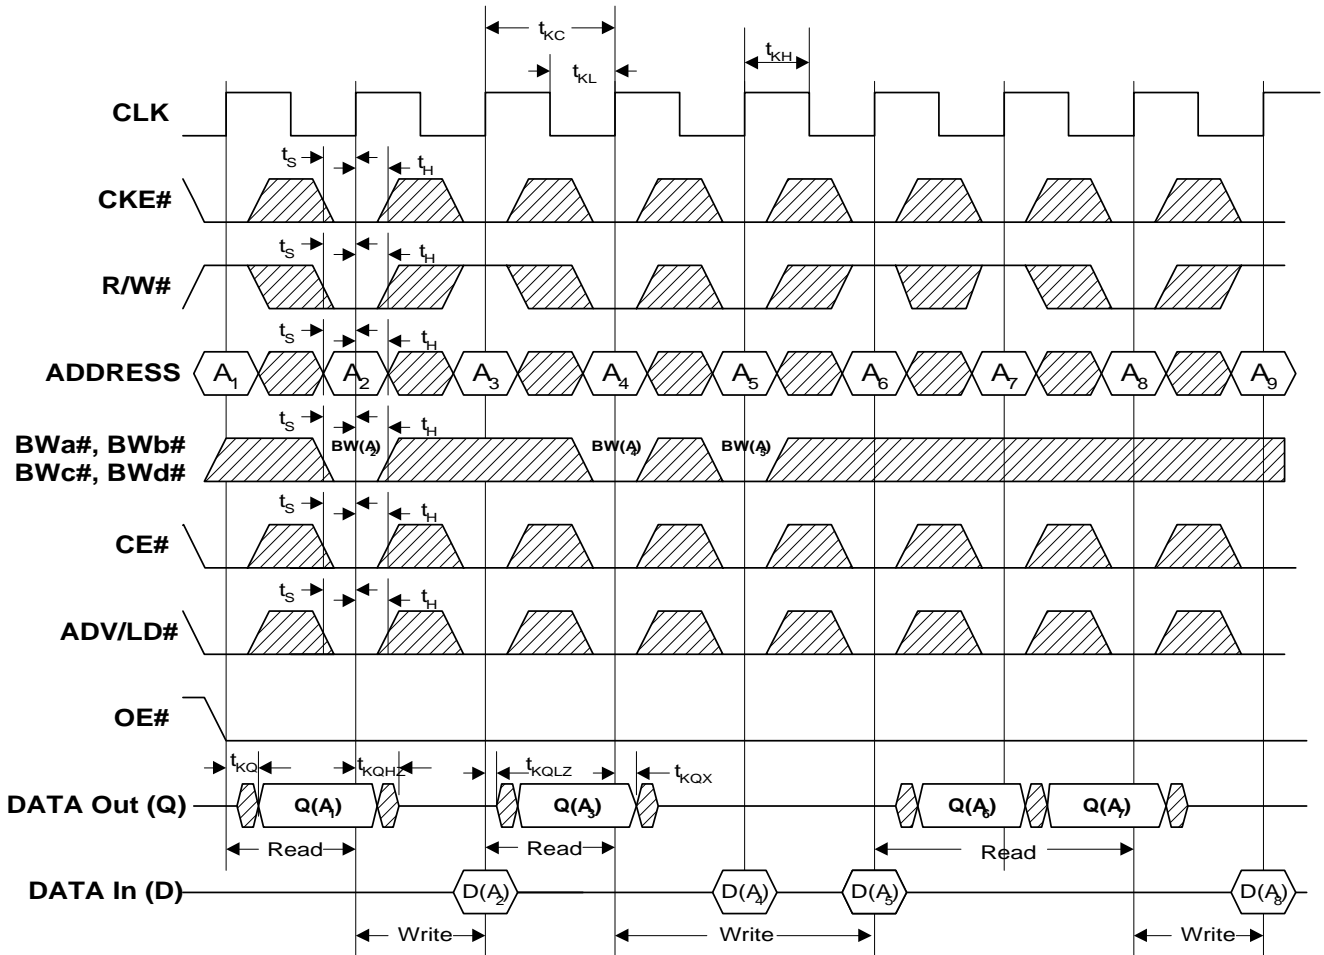 tKC
tKL
tKH
CLK
tS
tH
CKE#
tS
tH
R/W#
tS
tH
ADDRESS
A1
A2
A3
A4
A5
A6
A7
A8
A9
BWa#, BWb#
BWc#, BWd#
tS
tH
BW(A2)
BW(A4)
BW(A5)
CE#
tS
tH
ADV/LD#
tS
tH
OE#
tKQ
tKQHZ
tKQLZ
tKQX
DATA Out (Q)
Q(A1)
Q(A3)
Q(A6)
Q(A7)
Read
Read
Read
DATA In (D)
D(A2)
D(A4)
D(A5)
D(A8)
Write
Write
Write